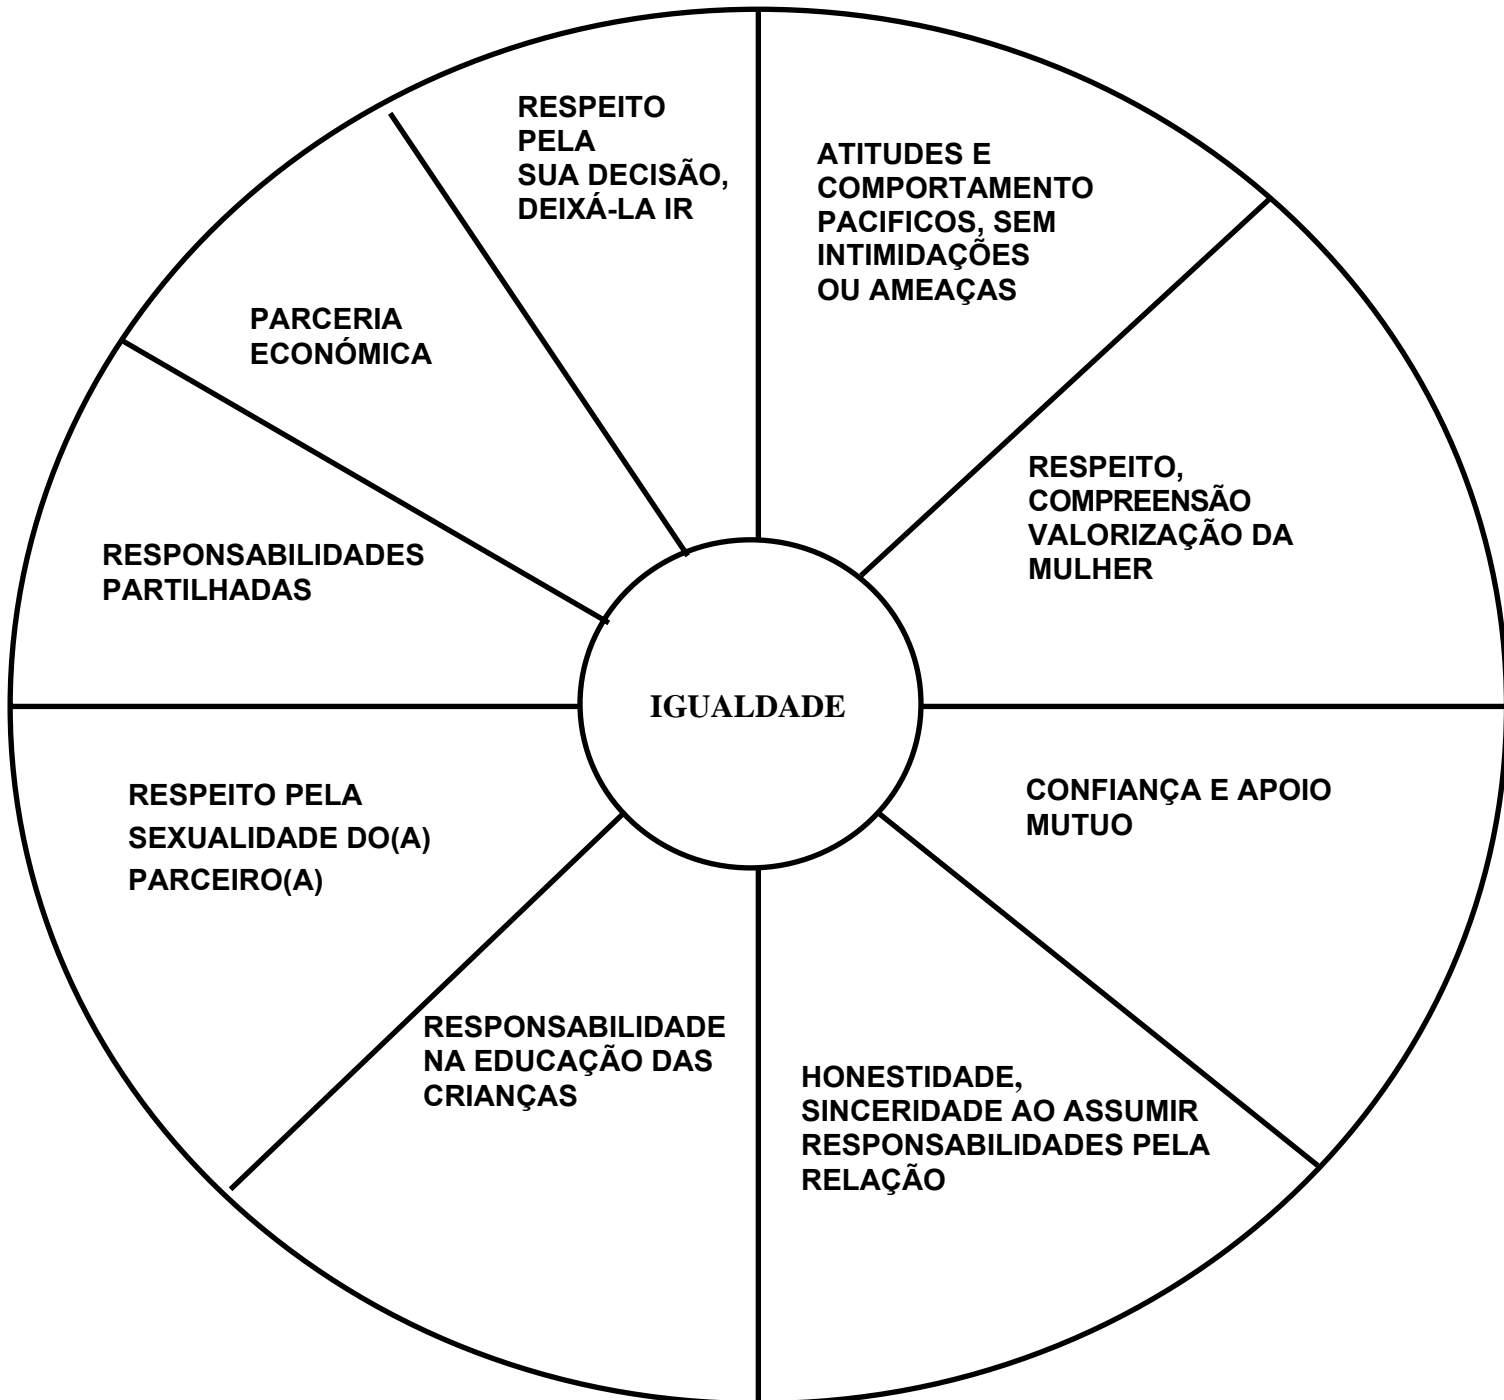 RESPEITO
PELA
SUA DECISÃO,
DEIXÁ-LA IR
ATITUDES E
COMPORTAMENTO
PACIFICOS, SEM
INTIMIDAÇÕES
OU AMEAÇAS
PARCERIA
ECONÓMICA
RESPEITO,
COMPREENSÃO
VALORIZAÇÃO DA
MULHER
RESPONSABILIDADES
PARTILHADAS
IGUALDADE
RESPEITO PELA
SEXUALIDADE DO(A)
PARCEIRO(A)
CONFIANÇA E APOIO
MUTUO
RESPONSABILIDADE
NA EDUCAÇÃO DAS
CRIANÇAS
HONESTIDADE,
SINCERIDADE AO ASSUMIR
RESPONSABILIDADES PELA
RELAÇÃO